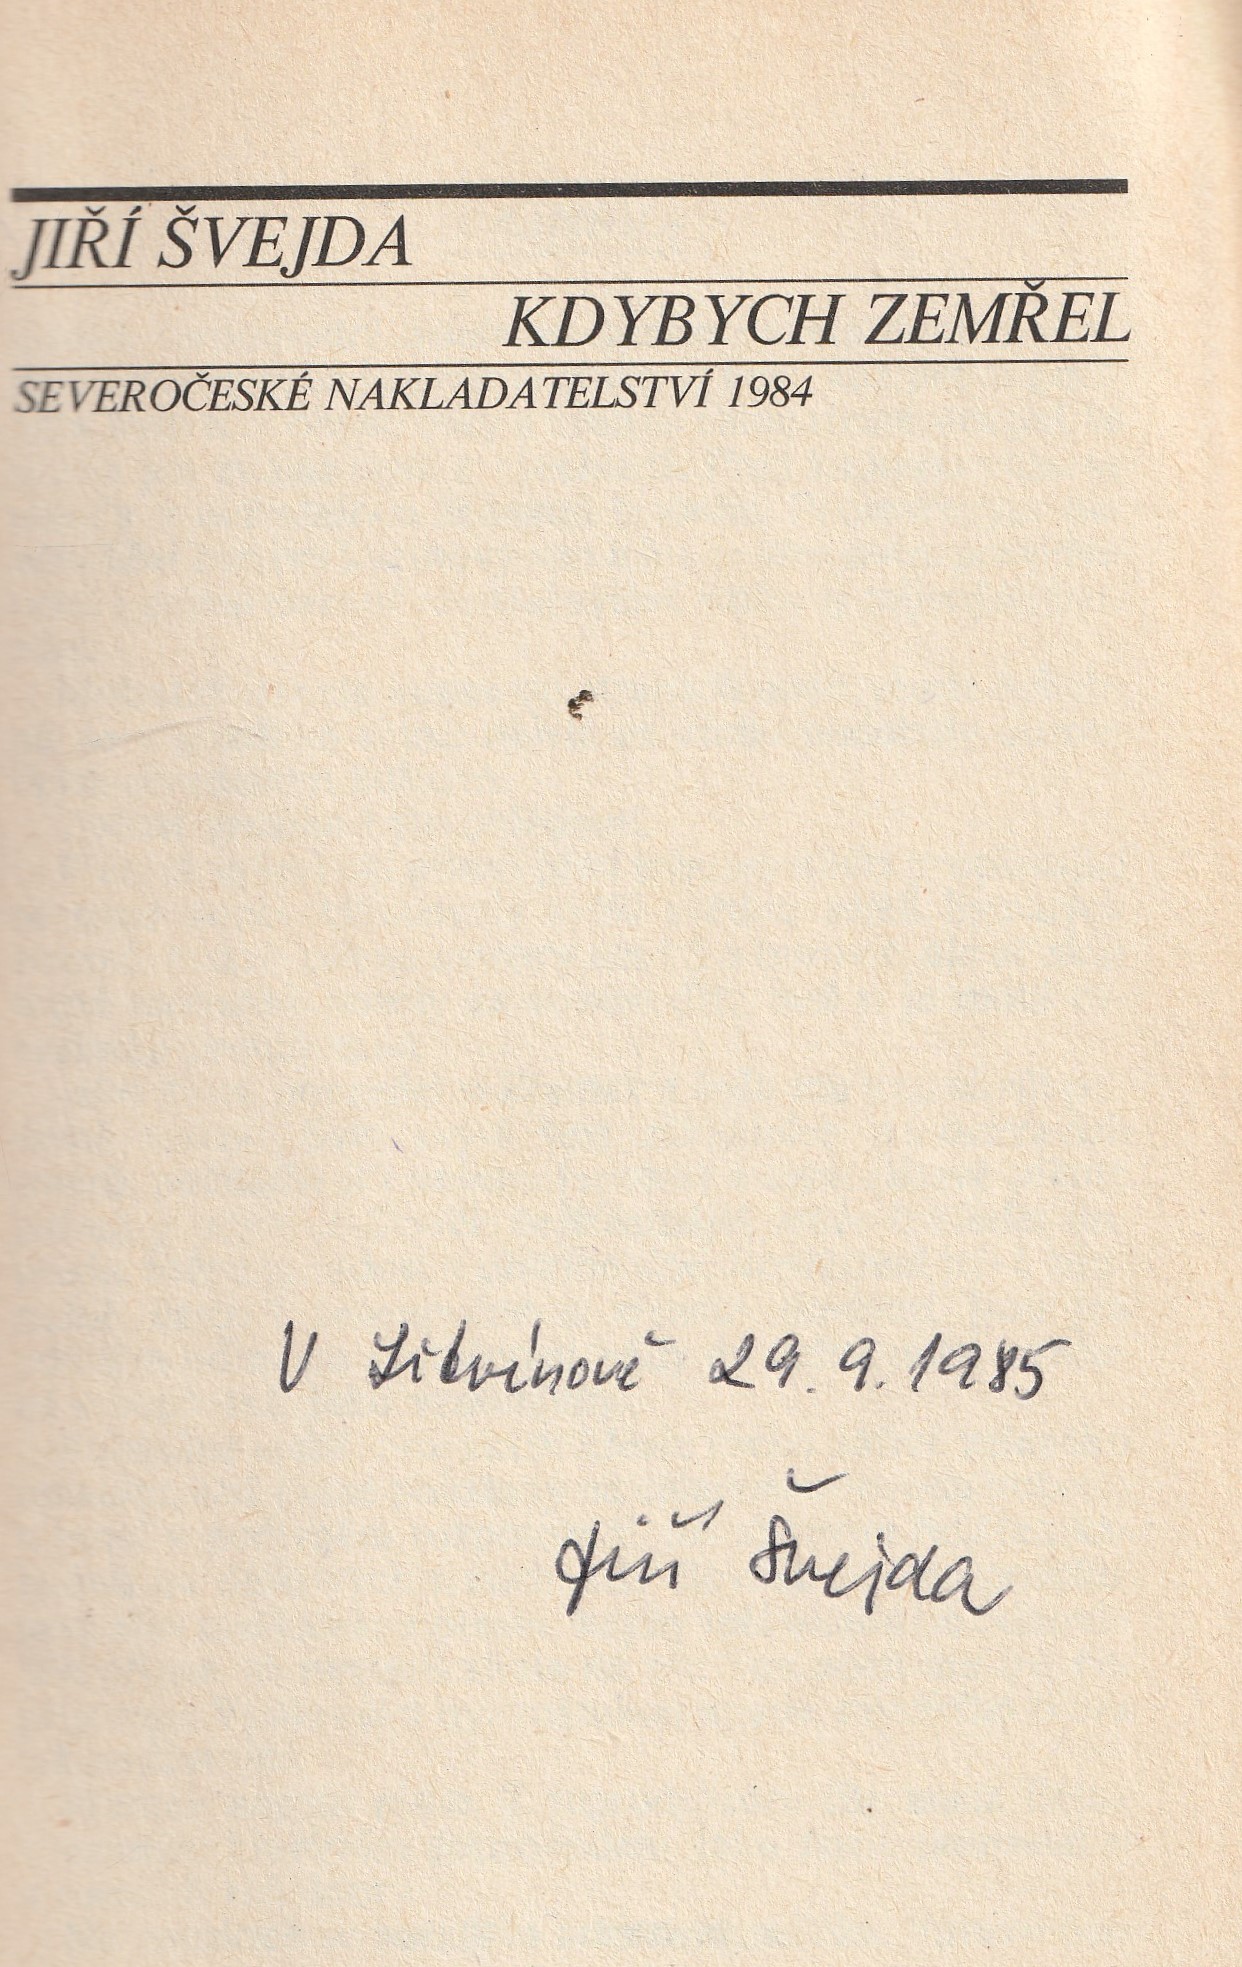 JIŘÍ ŠVEJDA
KDYBYCH ZEMŘEL
SEVEROČESKÉ NAKLADATELSTVÍ 1984
V Litvínově 29. 9. 1985
Jiří Švejda